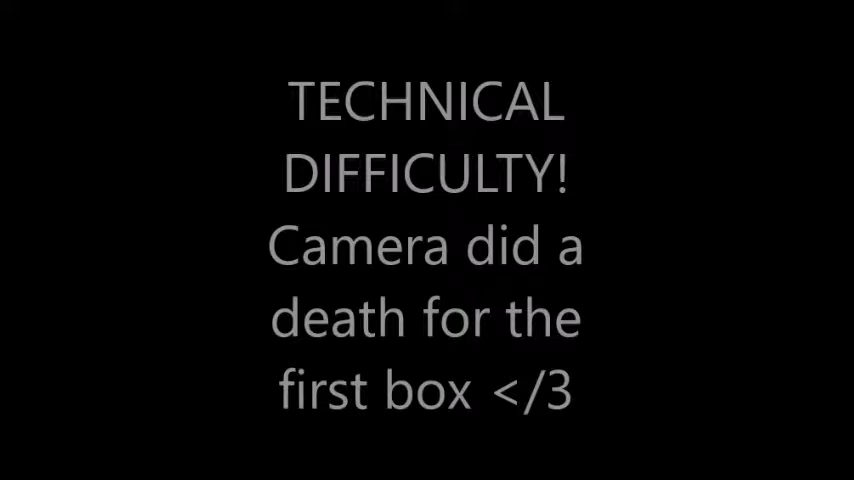 TECHNICAL
DIFFICULTY!
Camera did a
death for the
first box </3